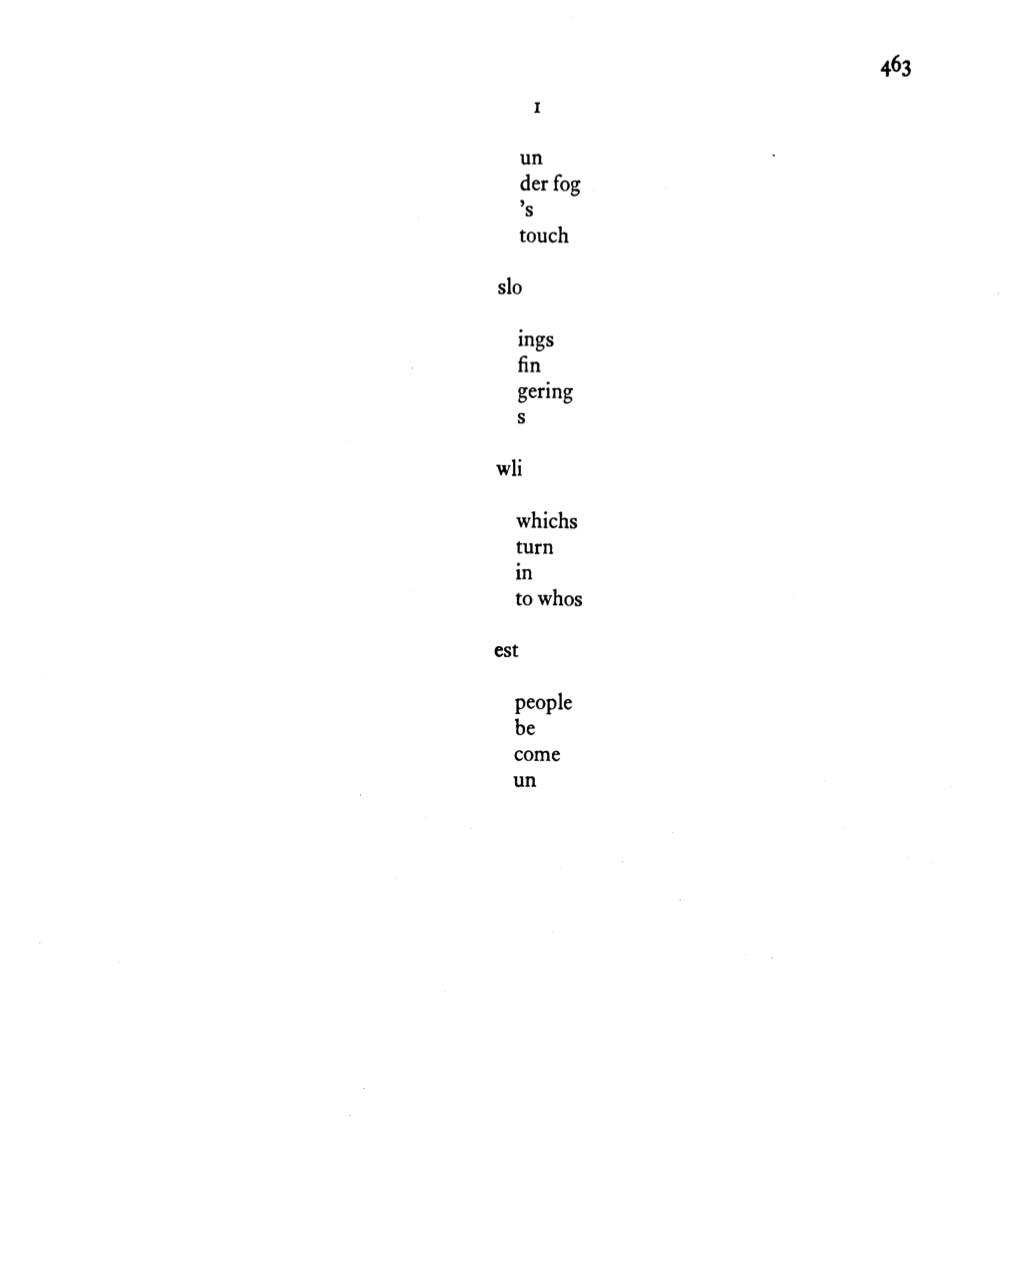 463
I
un
der fog
’s
touch
slo
ings
fin
gering
s
wli
whichs
turn
in
to whos
est
people
be
come
un